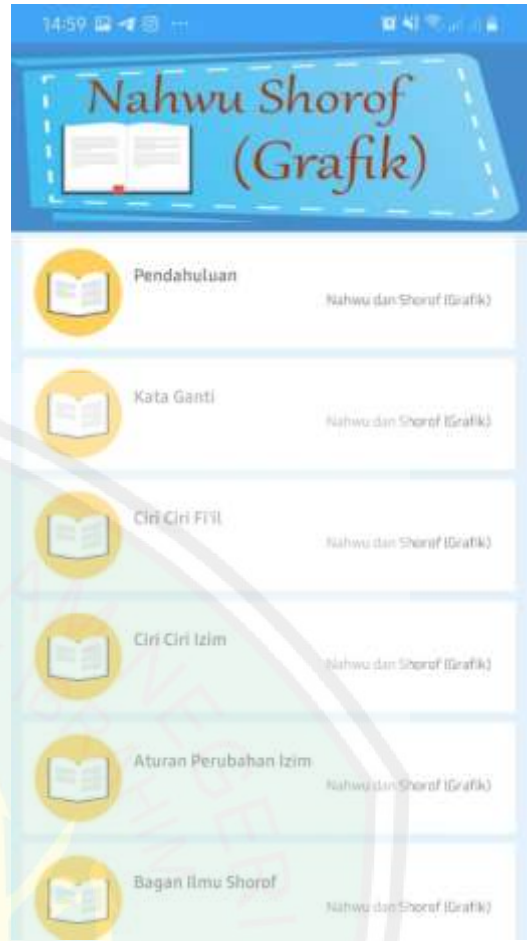 14:59
Nahwu Shorof
(Grafik)
Pendahuluan
Nahwu dan Shorof (Grafik)
Kata Ganti
Nahwu dan Shorof (Grafik)
Ciri Ciri Fi'il
Nahwu dan Shorof (Grafik)
Ciri Ciri Izim
Nahwu dan Shorof (Grafik)
Aturan Perubahan Izim
Nahwu dan Shorof (Grafik)
Bagan Ilmu Shorof
Nahwu dan Shorof (Grafik)
NEGERI
IBRAHIM